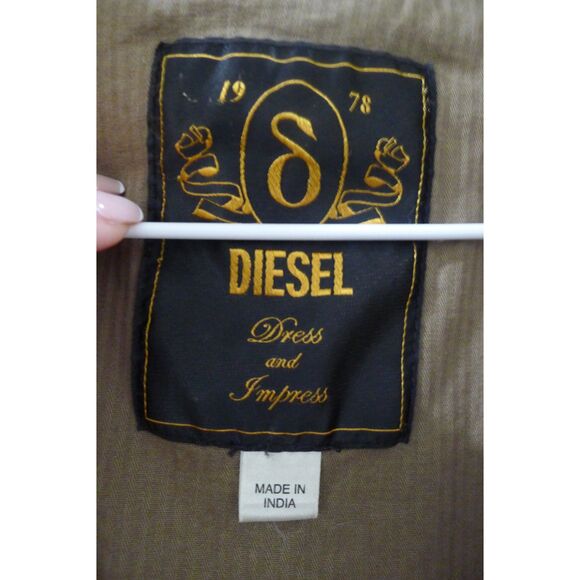 19 78
δ
DIESEL
Dress
and
Impress
MADE IN
INDIA